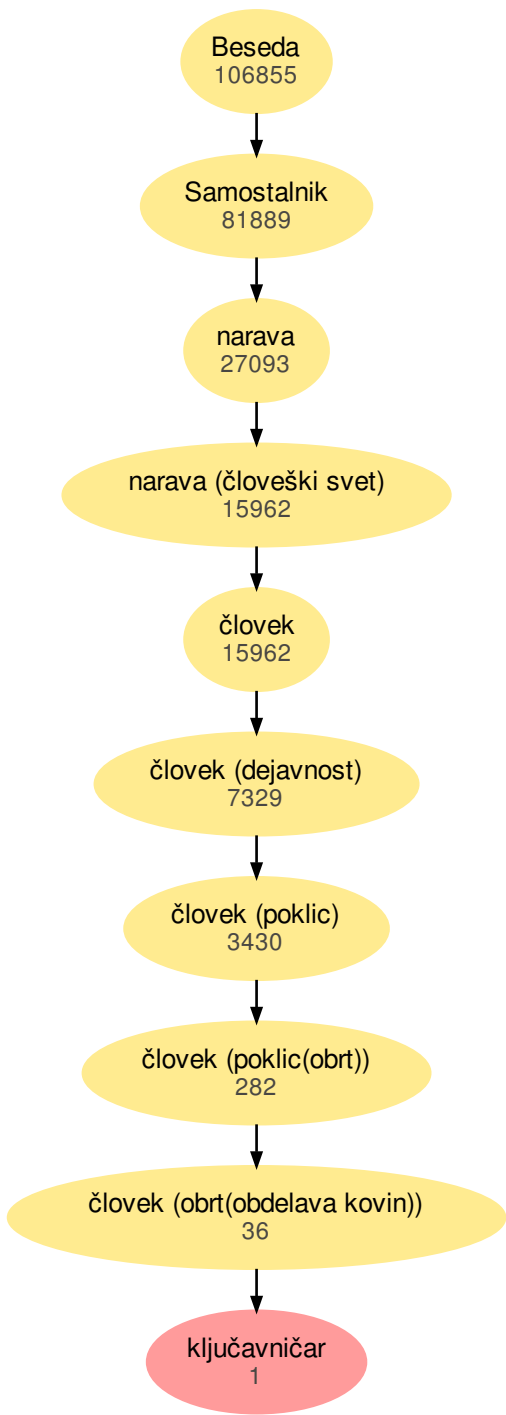 Beseda
106855
Samostalnik
81889
narava
27093
narava (človeški svet)
15962
človek
15962
človek (dejavnost)
7329
človek (poklic)
3430
človek (poklic(obrt))
282
človek (obrt(obdelava kovin))
36
ključavničar
1